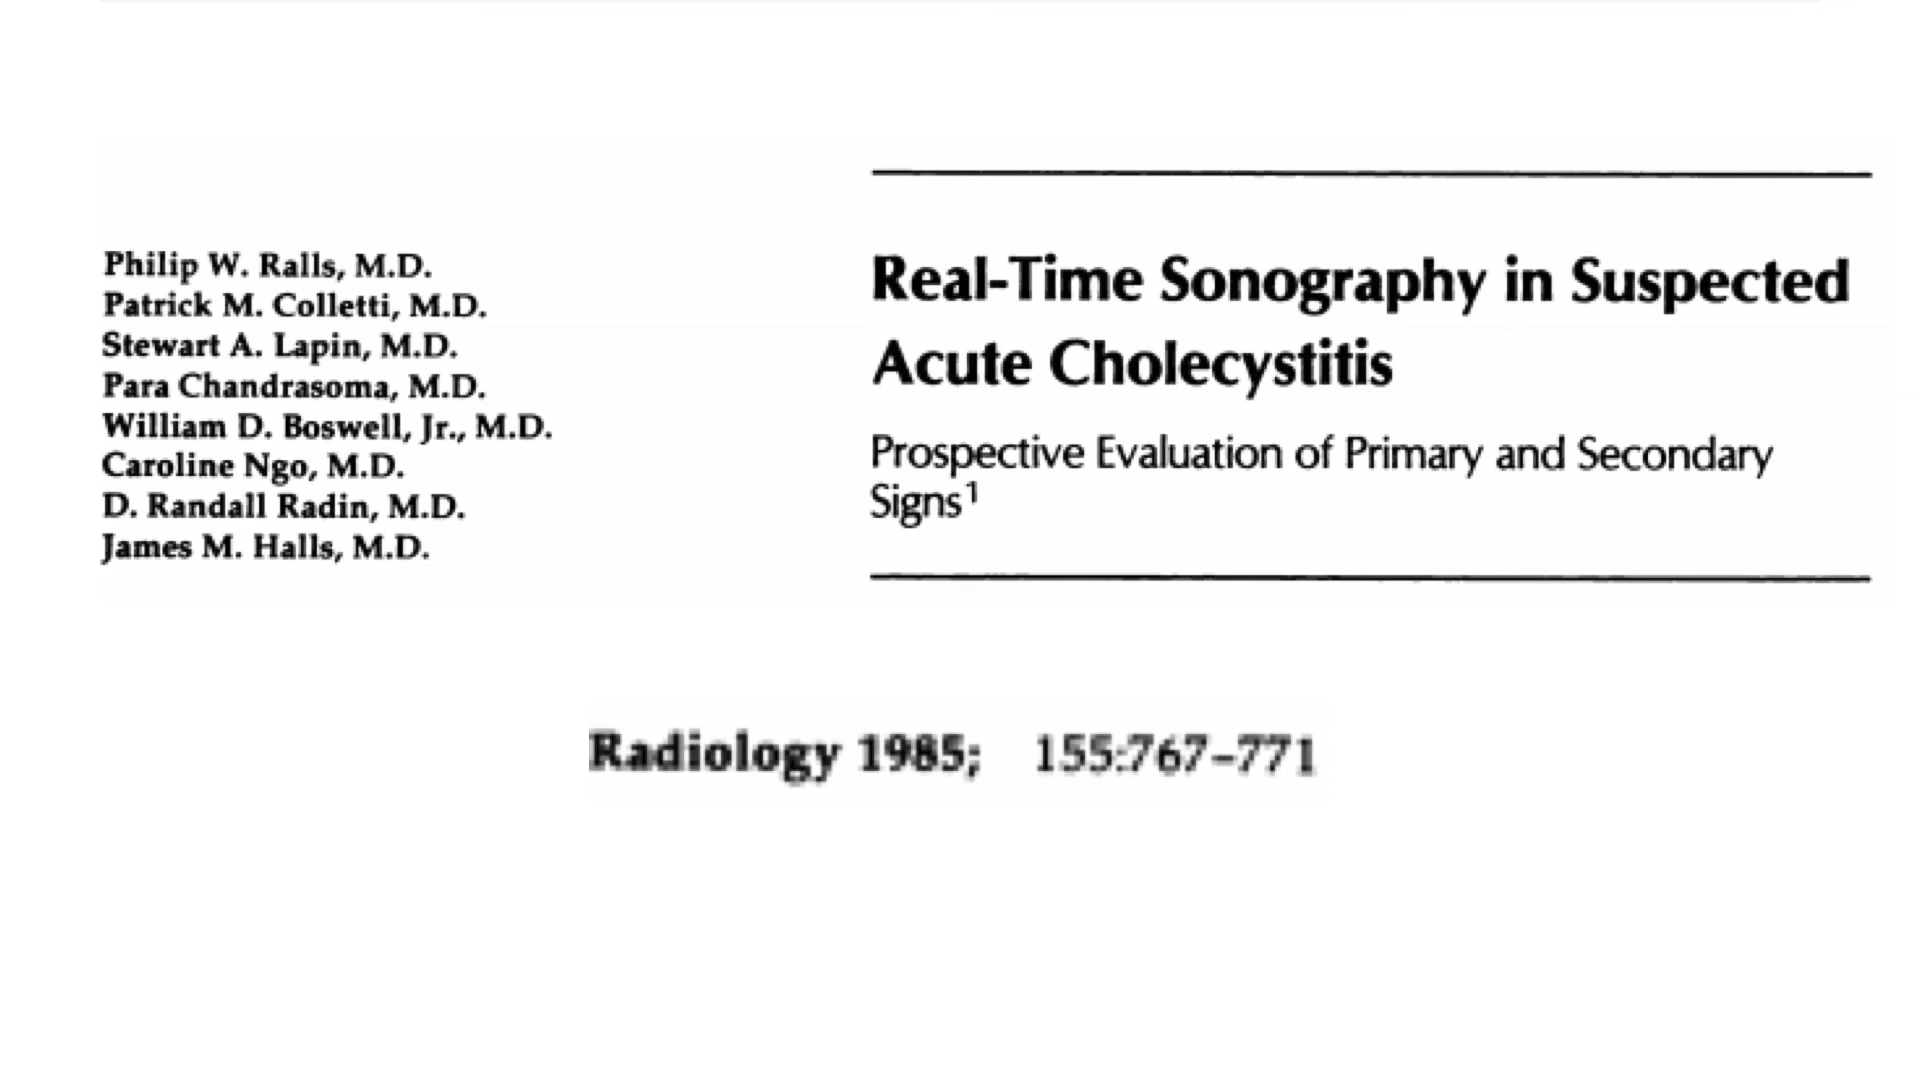 Philip W. Ralls, M.D.
Patrick M. Colletti, M.D.
Stewart A. Lapin, M.D.
Para Chandrasoma, M.D.
William D. Boswell, Jr., M.D.
Caroline Ngo, M.D.
D. Randall Radin, M.D.
James M. Halls, M.D.
Real-Time Sonography in Suspected
Acute Cholecystitis
Prospective Evaluation of Primary and Secondary
Signs¹
Radiology 1985; 155:767–771